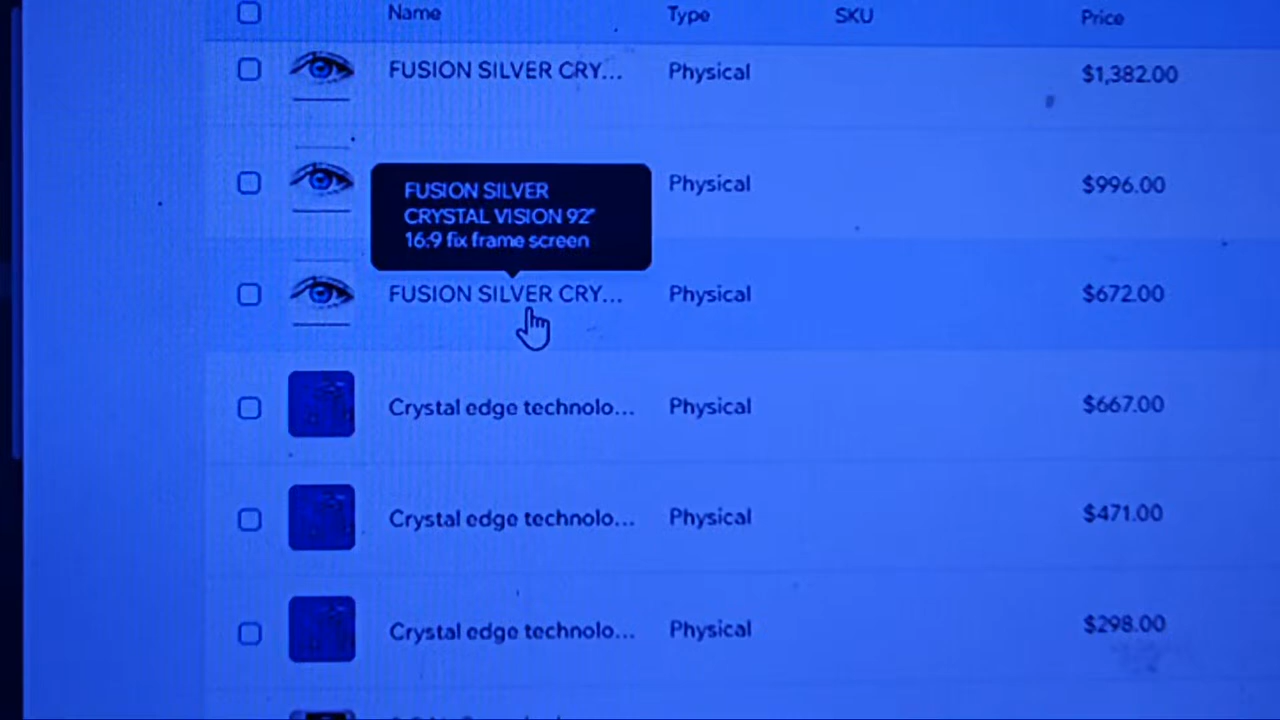 Name Type SKU Price
FUSION SILVER CRY... Physical $1,382.00
Physical $996.00
FUSION SILVER
CRYSTAL VISION 92"
16:9 fix frame screen
FUSION SILVER CRY... Physical $672.00
Crystal edge technolo... Physical $667.00
Crystal edge technolo... Physical $471.00
Crystal edge technolo... Physical $298.00